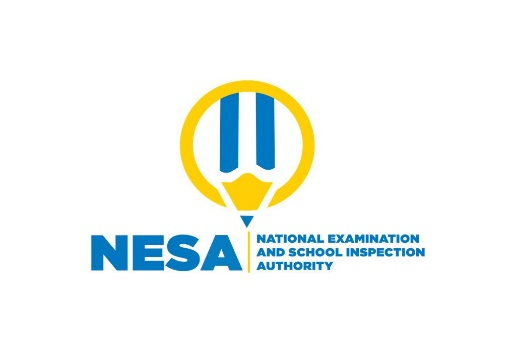 NESA
NATIONAL EXAMINATION
AND SCHOOL INSPECTION
AUTHORITY